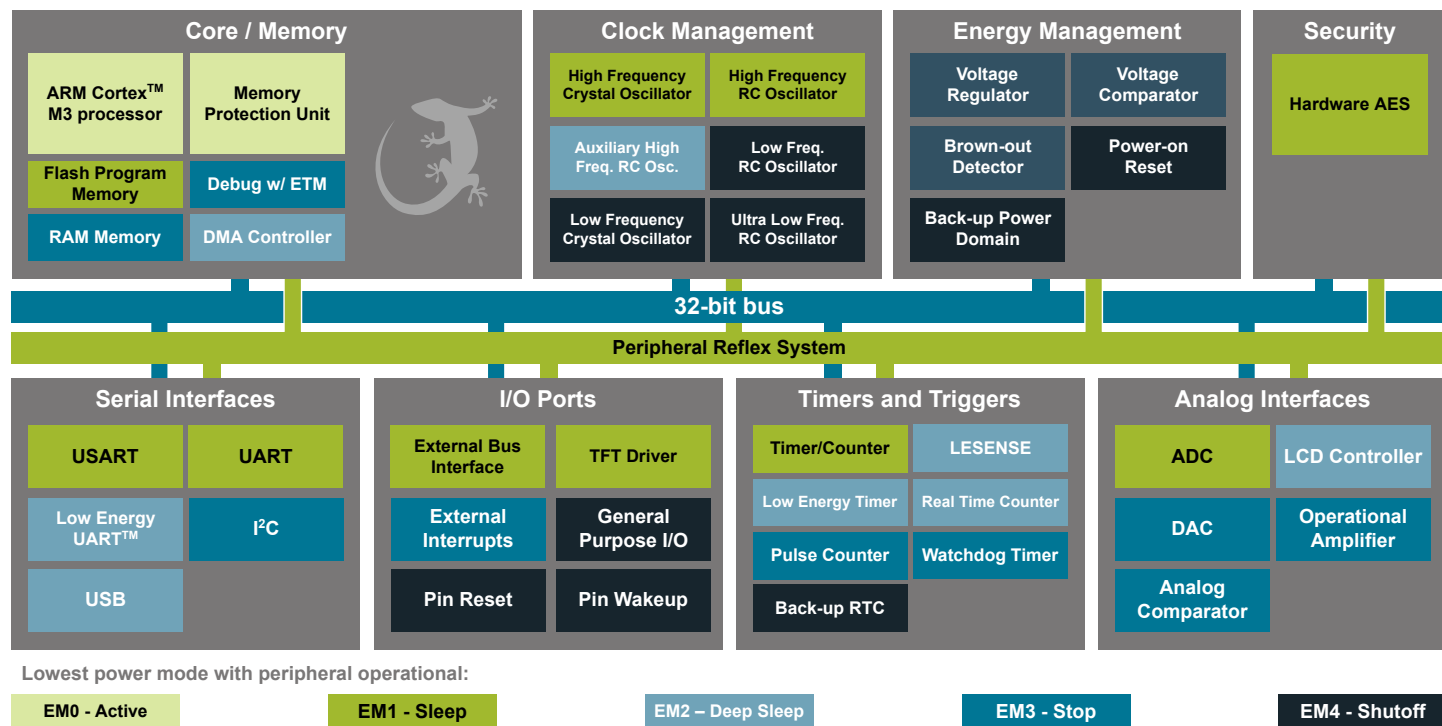 Core / Memory
ARM Cortex™
M3 processor
Memory
Protection Unit
Flash Program
Memory
Debug w/ ETM
RAM Memory
DMA Controller
Clock Management
High Frequency
Crystal Oscillator
High Frequency
RC Oscillator
Auxiliary High
Freq. RC Osc.
Low Freq.
RC Oscillator
Low Frequency
Crystal Oscillator
Ultra Low Freq.
RC Oscillator
Energy Management
Voltage
Regulator
Voltage
Comparator
Brown-out
Detector
Power-on
Reset
Back-up Power
Domain
Security
Hardware AES
32-bit bus
Peripheral Reflex System
Serial Interfaces
USART
UART
Low Energy
UART™
I²C
USB
I/O Ports
External Bus
Interface
TFT Driver
External
Interrupts
General
Purpose I/O
Pin Reset
Pin Wakeup
Timers and Triggers
Timer/Counter
LESENSE
Low Energy Timer
Real Time Counter
Pulse Counter
Watchdog Timer
Back-up RTC
Analog Interfaces
ADC
LCD Controller
DAC
Operational
Amplifier
Analog
Comparator
Lowest power mode with peripheral operational:
EM0 - Active
EM1 - Sleep
EM2 – Deep Sleep
EM3 - Stop
EM4 - Shutoff